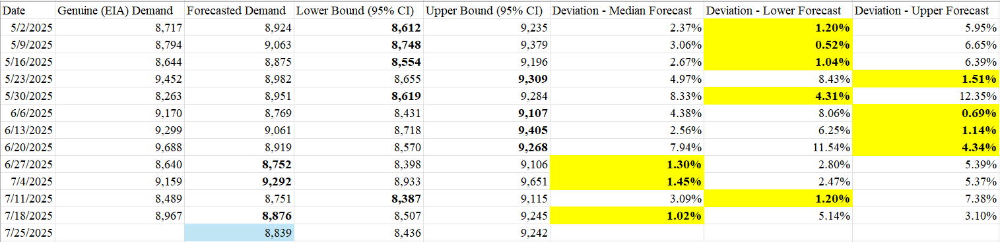 Date Genuine (EIA) Demand Forecasted Demand Lower Bound (95% CI) Upper Bound (95% CI) Deviation - Median Forecast Deviation - Lower Forecast Deviation - Upper Forecast
5/2/2025 8,717 8,924 8,612 9,235 2.37% 1.20% 5.95%
5/9/2025 8,794 9,063 8,748 9,379 3.06% 0.52% 6.65%
5/16/2025 8,644 8,875 8,554 9,196 2.67% 1.04% 6.39%
5/23/2025 9,452 8,982 8,655 9,309 4.97% 8.43% 1.51%
5/30/2025 8,263 8,951 8,619 9,284 8.33% 4.31% 12.35%
6/6/2025 9,170 8,769 8,431 9,107 4.38% 8.06% 0.69%
6/13/2025 9,299 9,061 8,718 9,405 2.56% 6.25% 1.14%
6/20/2025 9,688 8,919 8,570 9,268 7.94% 11.54% 4.34%
6/27/2025 8,640 8,752 8,398 9,106 1.30% 2.80% 5.39%
7/4/2025 9,159 9,292 8,933 9,651 1.45% 2.47% 5.37%
7/11/2025 8,489 8,751 8,387 9,115 3.09% 1.20% 7.38%
7/18/2025 8,967 8,876 8,507 9,245 1.02% 5.14% 3.10%
7/25/2025 8,839 8,436 9,242